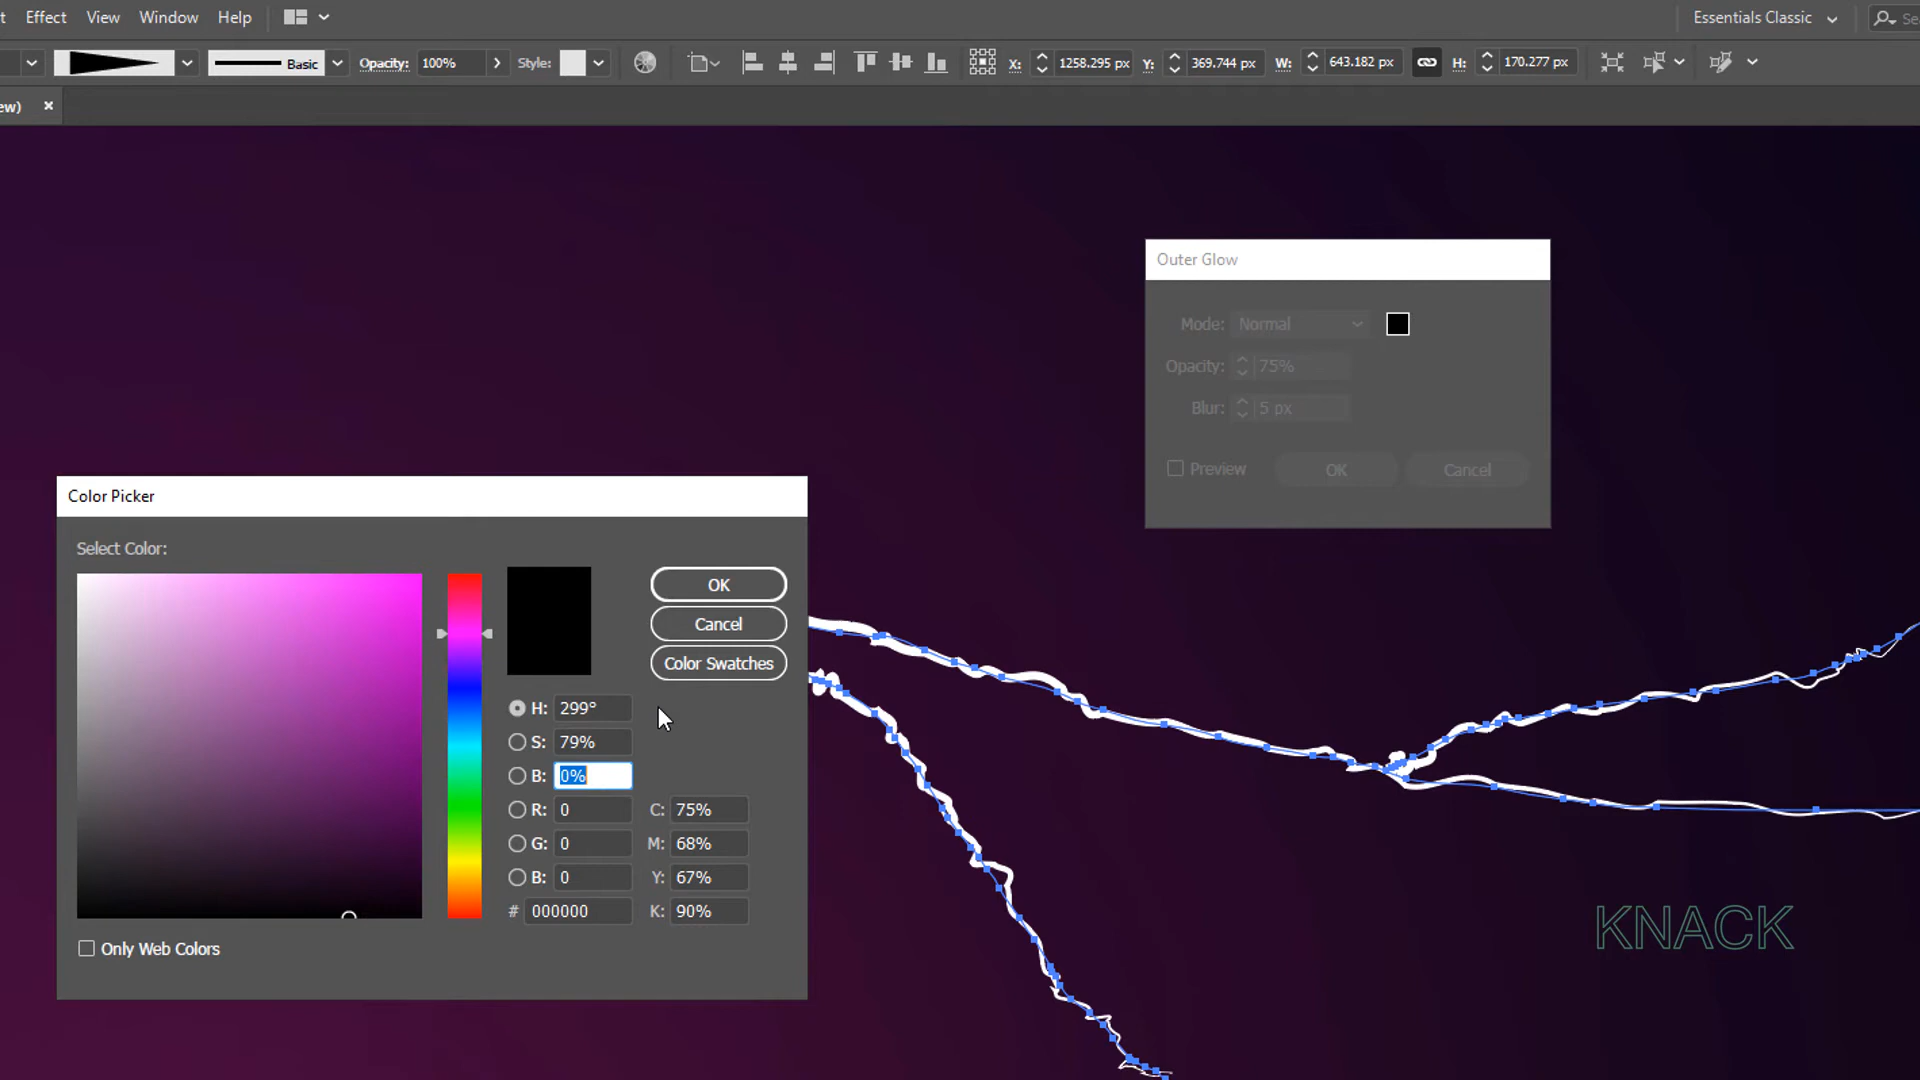 t Effect View Window Help Essentials Classic Se
Basic Opacity: 100% Style: X: 1258.295 px Y: 369.744 px W: 643.182 px H: 170.277 px
ew) ×
Outer Glow
Mode: Normal
Opacity: 75%
Blur: 5 px
Preview OK Cancel
Color Picker
Select Color:
OK
Cancel
Color Swatches
H: 299°
S: 79%
B: 0%
R: 0 C: 75%
G: 0 M: 68%
B: 0 Y: 67%
# 000000 K: 90%
Only Web Colors
KNACK